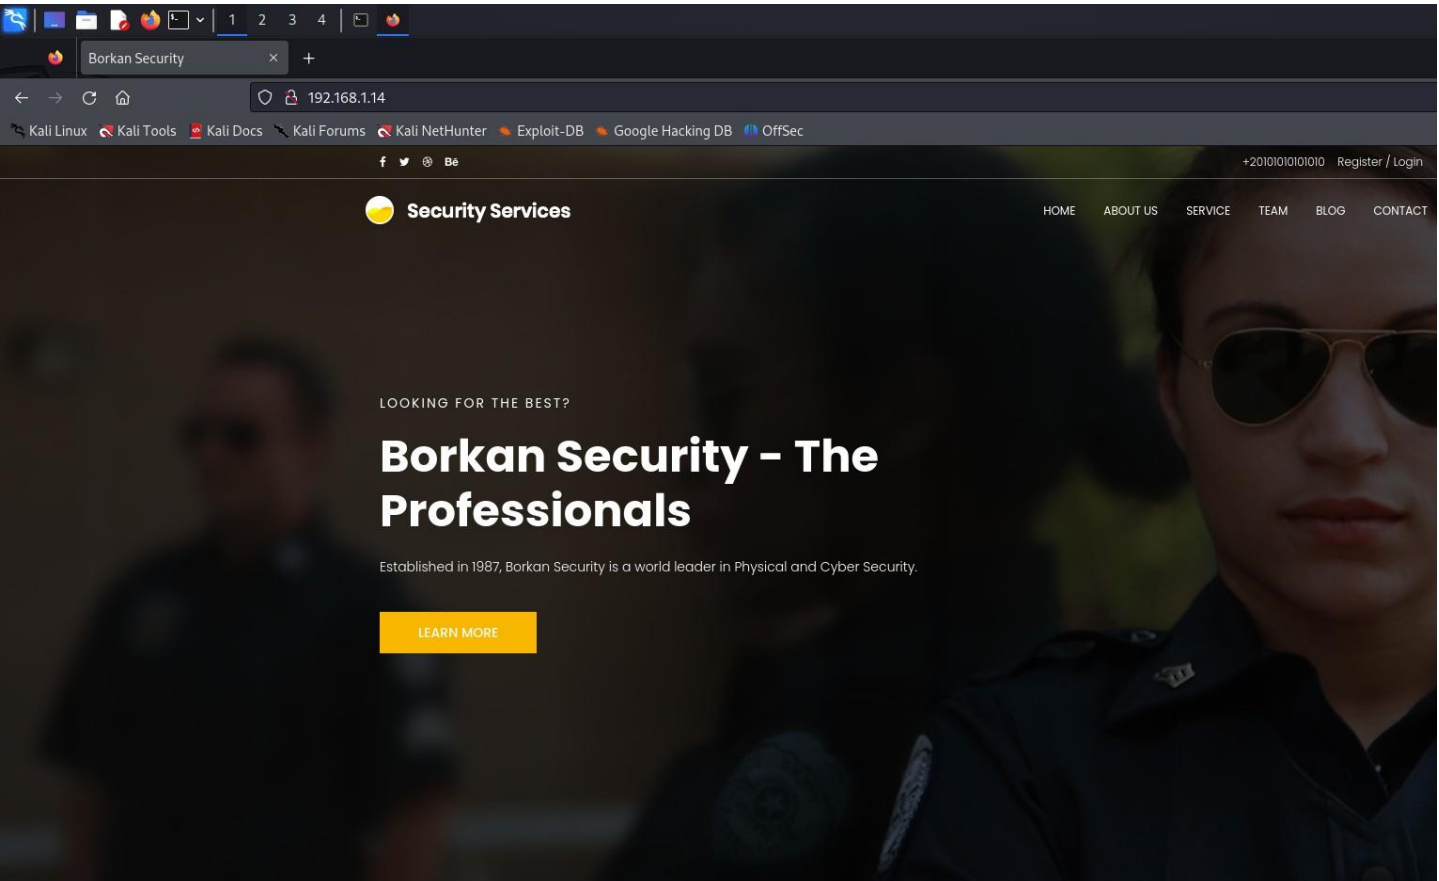 1 2 3 4
Borkan Security
192.168.1.14
Kali Linux Kali Tools Kali Docs Kali Forums Kali NetHunter Exploit-DB Google Hacking DB OffSec
Bē +20101010101010 Register / Login
Security Services HOME ABOUT US SERVICE TEAM BLOG CONTACT
LOOKING FOR THE BEST?
Borkan Security - The
Professionals
Established in 1987, Borkan Security is a world leader in Physical and Cyber Security.
LEARN MORE